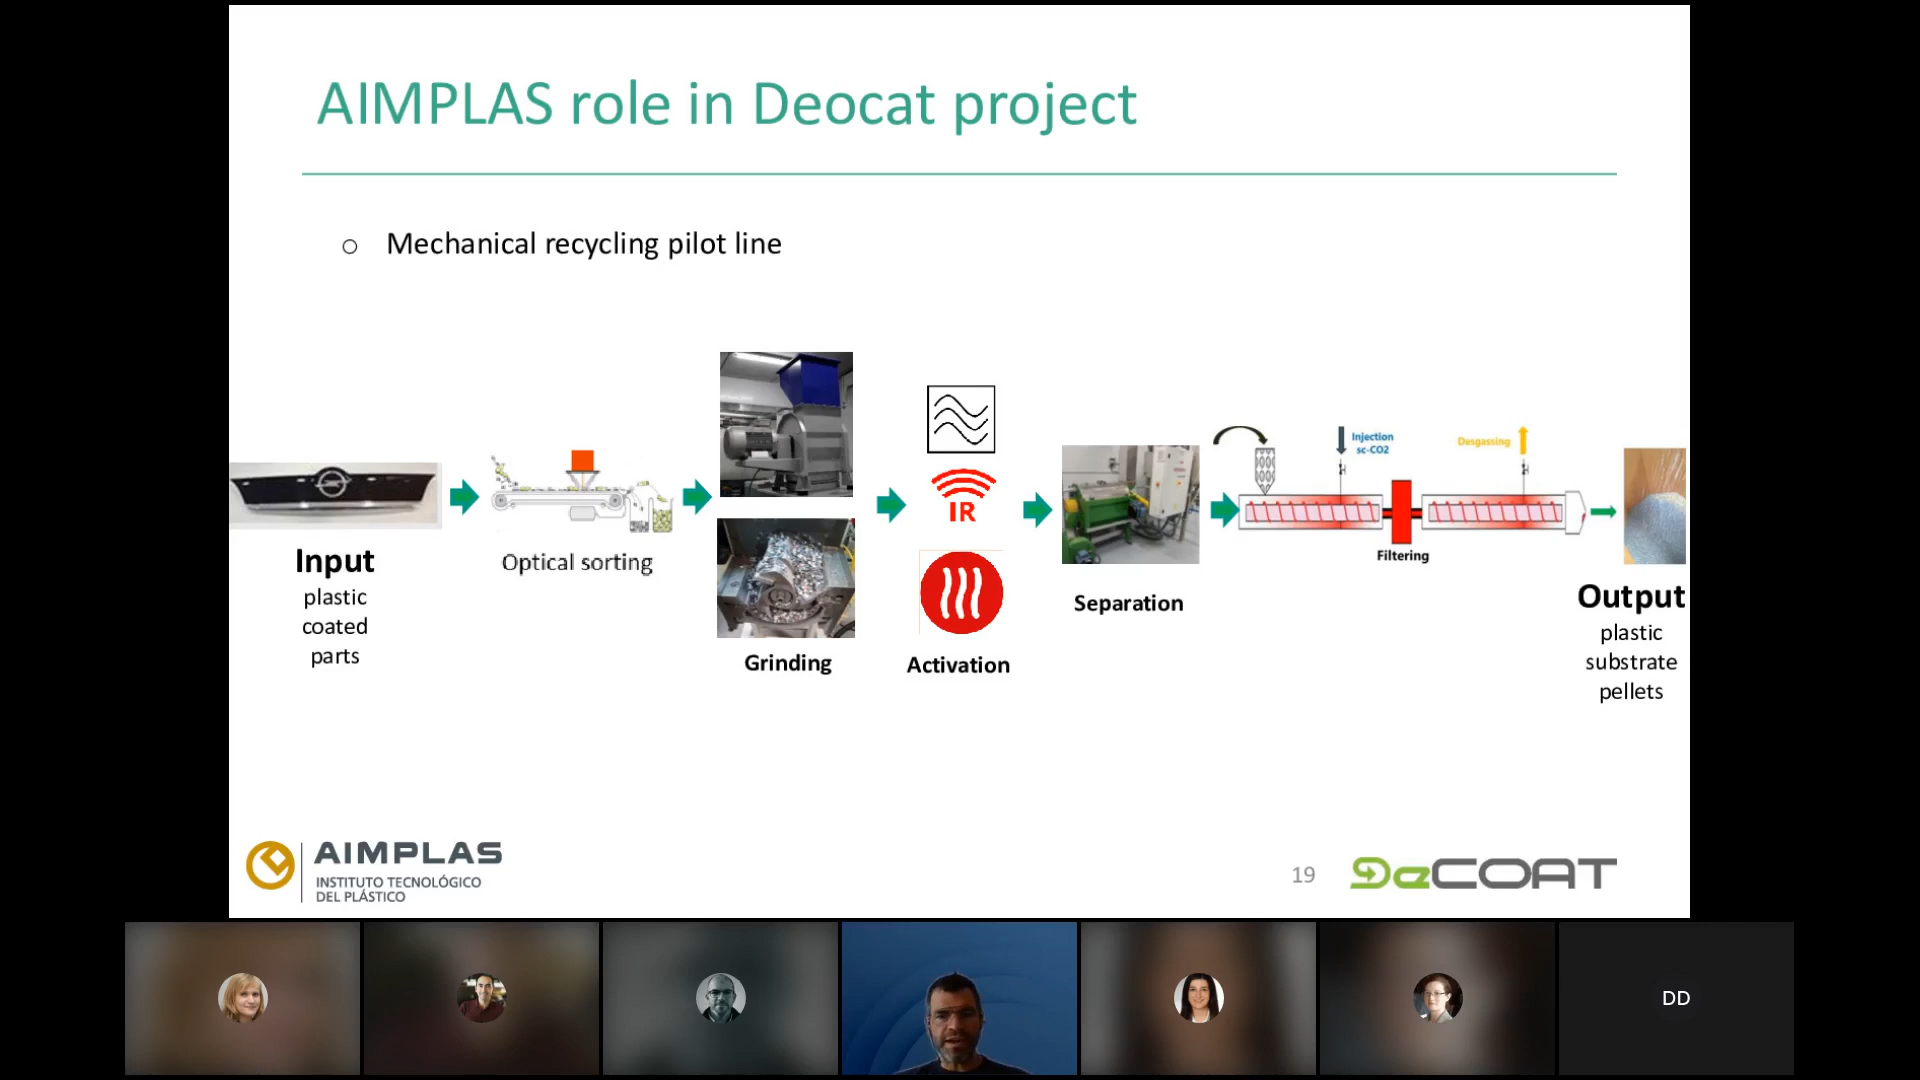 AIMPLAS role in Deocat project
Mechanical recycling pilot line
Input
plastic
coated
parts
Optical sorting
Grinding
IR
Activation
Separation
Injection
sc-CO2
Desgassing
Filtering
Output
plastic
substrate
pellets
AIMPLAS
INSTITUTO TECNOLÓGICO
DEL PLÁSTICO
19
DeCOAT
DD